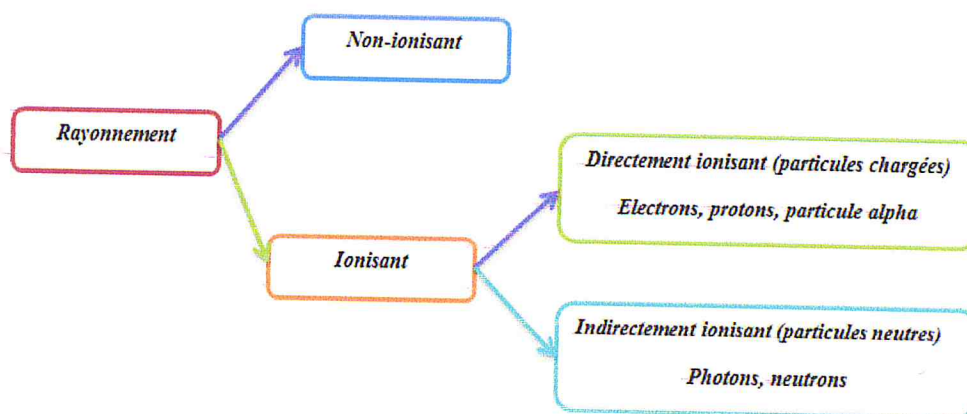 Non-ionisant
Rayonnement
Directement ionisant (particules chargées)
Electrons, protons, particule alpha
Ionisant
Indirectement ionisant (particules neutres)
Photons, neutrons